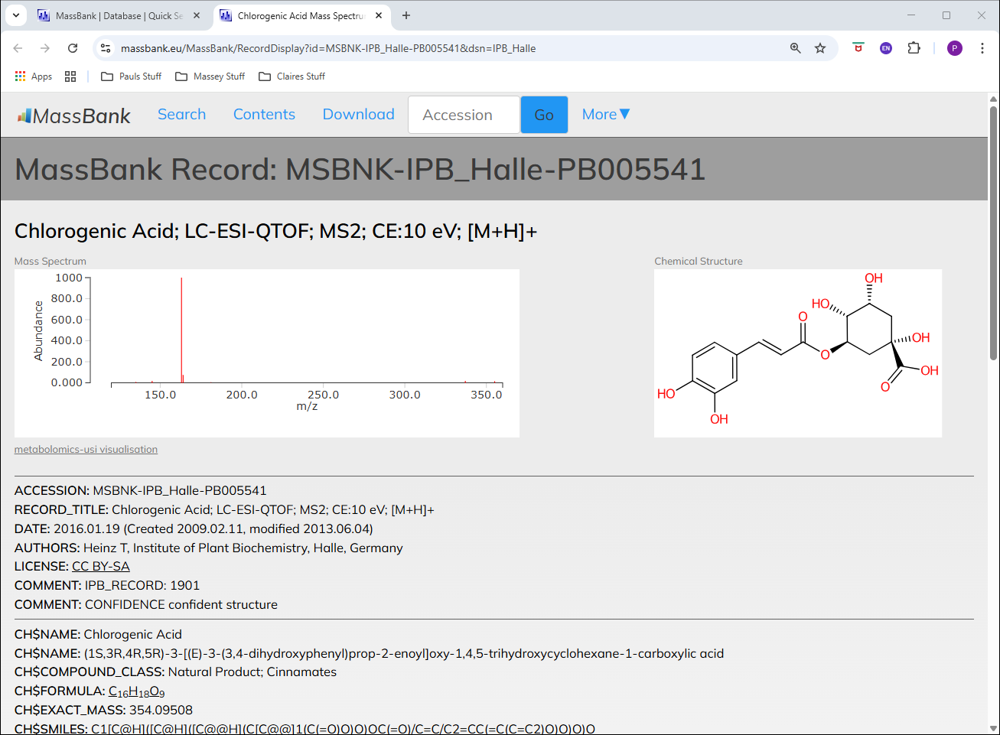 MassBank | Database | Quick Se
Chlorogenic Acid Mass Spectru
massbank.eu/MassBank/RecordDisplay?id=MSBNK-IPB_Halle-PB005541&dsn=IPB_Halle
EN
P
Apps
Pauls Stuff
Massey Stuff
Claires Stuff
MassBank
Search
Contents
Download
Accession
Go
More▼
MassBank Record: MSBNK-IPB_Halle-PB005541
Chlorogenic Acid; LC-ESI-QTOF; MS2; CE:10 eV; [M+H]+
Mass Spectrum
1000
800.0
600.0
400.0
200.0
0.000
Abundance
150.0 200.0 250.0 300.0 350.0
m/z
Chemical Structure
OH
HO
O
OH
O
OH
O
HO
OH
metabolomics-usi visualisation
ACCESSION: MSBNK-IPB_Halle-PB005541
RECORD_TITLE: Chlorogenic Acid; LC-ESI-QTOF; MS2; CE:10 eV; [M+H]+
DATE: 2016.01.19 (Created 2009.02.11, modified 2013.06.04)
AUTHORS: Heinz T, Institute of Plant Biochemistry, Halle, Germany
LICENSE: CC BY-SA
COMMENT: IPB_RECORD: 1901
COMMENT: CONFIDENCE confident structure
CH$NAME: Chlorogenic Acid
CH$NAME: (1S,3R,4R,5R)-3-[(E)-3-(3,4-dihydroxyphenyl)prop-2-enoyl]oxy-1,4,5-trihydroxycyclohexane-1-carboxylic acid
CH$COMPOUND_CLASS: Natural Product; Cinnamates
CH$FORMULA: C16H18O9
CH$EXACT_MASS: 354.09508
CH$SMILES: C1[C@H]([C@H]([C@@H](C[C@@]1(C(=O)O)O)OC(=O)/C=C/C2=CC(=C(C=C2)O)O)O)O